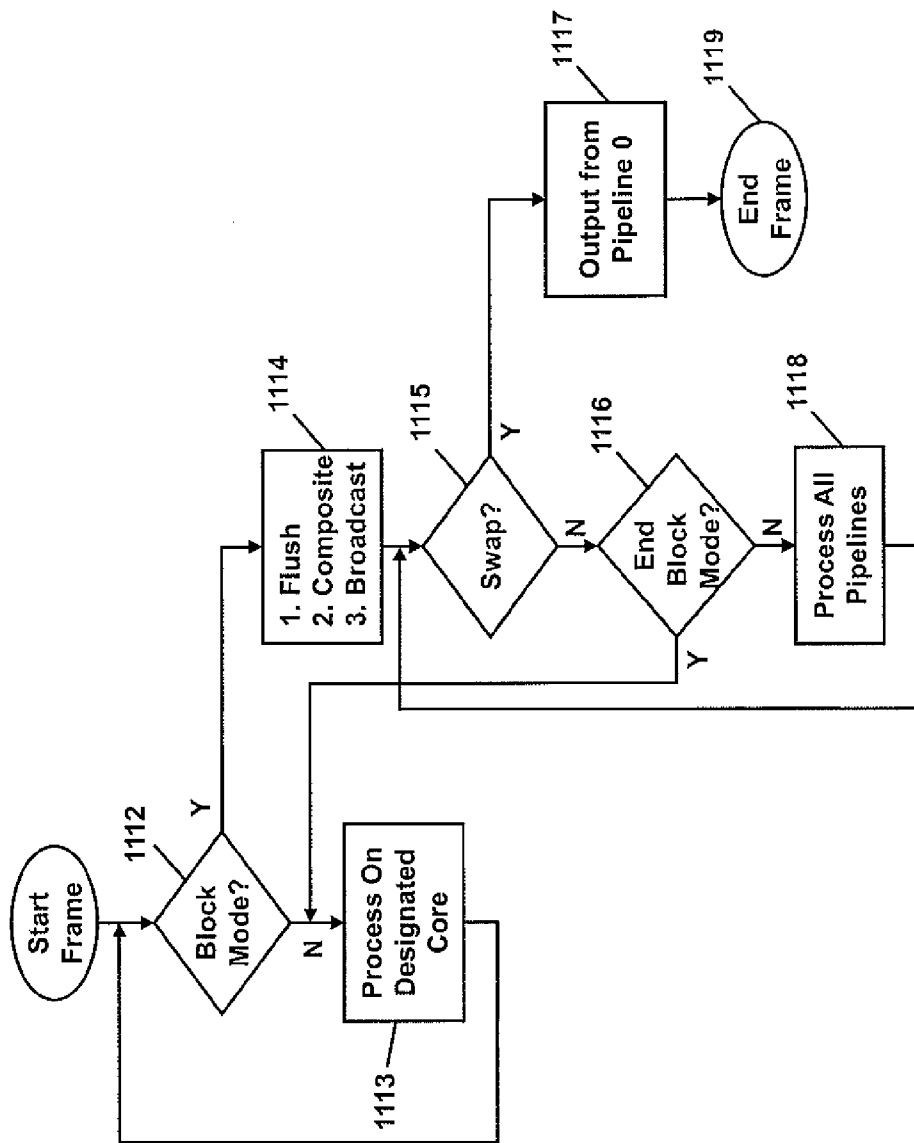 Start
Frame
1112
Block
Mode?
Y
N
Process On
Designated
Core
1113
1114
1. Flush
2. Composite
3. Broadcast
1115
Swap?
Y
N
1116
End
Block
Mode?
Y
N
1118
Process All
Pipelines
1117
Output from
Pipeline 0
1119
End
Frame